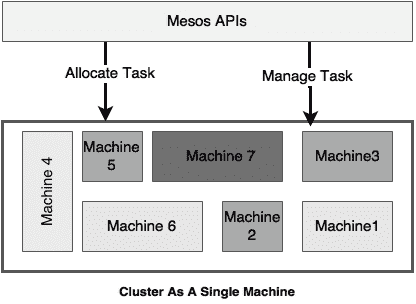 Mesos APIs
Allocate Task
Manage Task
Machine 4
Machine
5
Machine 7
Machine3
Machine 6
Machine
2
Machine1
Cluster As A Single Machine